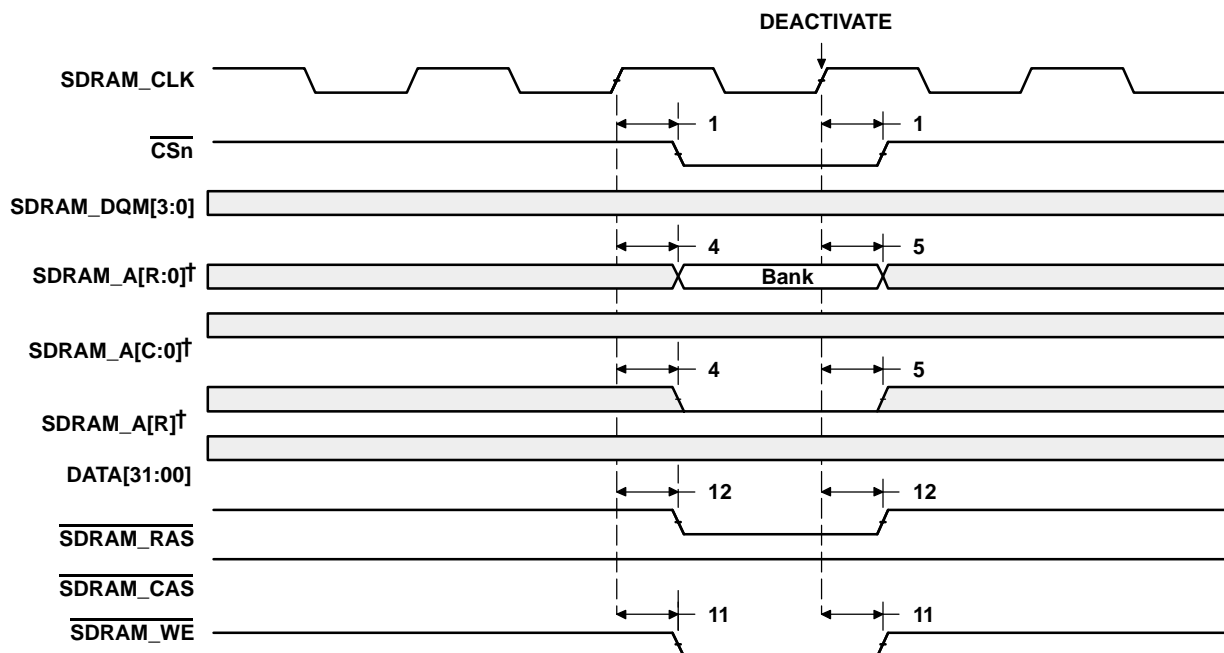 DEACTIVATE
SDRAM_CLK
1 1
CSn
SDRAM_DQM[3:0]
4 5
SDRAM_A[R:0]†
Bank
SDRAM_A[C:0]†
4 5
SDRAM_A[R]†
DATA[31:00]
12 12
SDRAM_RAS
SDRAM_CAS
11 11
SDRAM_WE